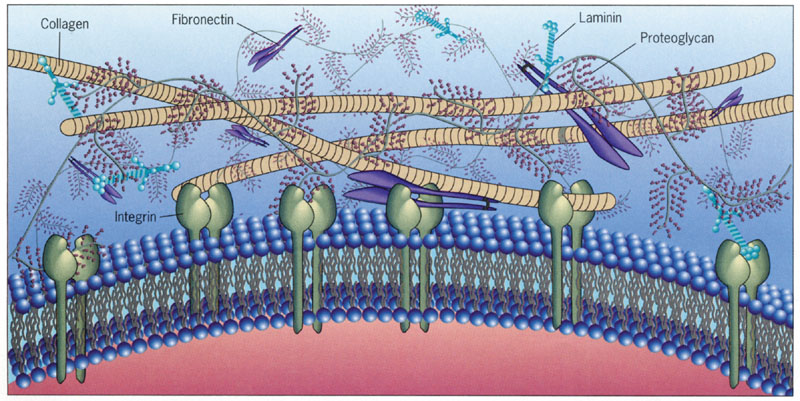 Collagen
Fibronectin
Laminin
Proteoglycan
Integrin